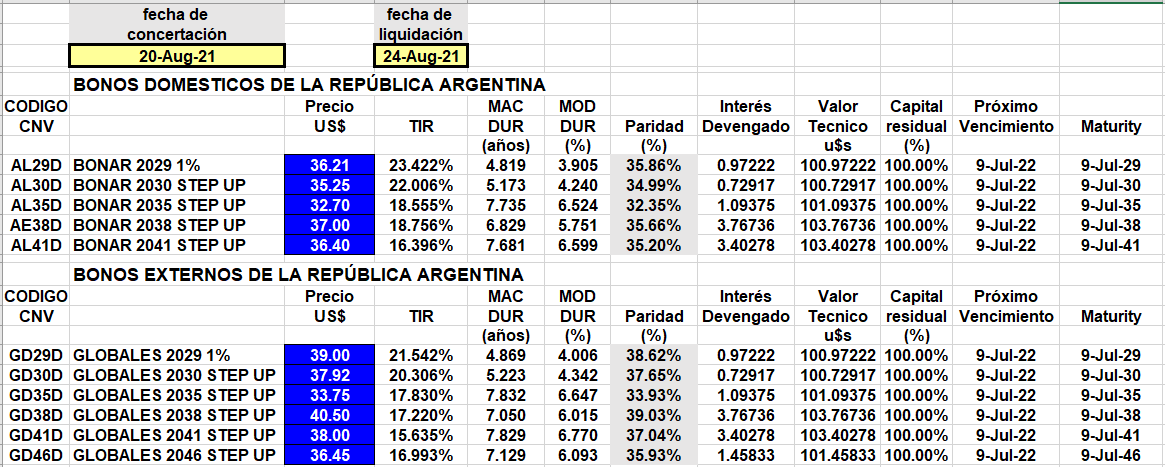 fecha de concertación fecha de liquidación
20-Aug-21 24-Aug-21
BONOS DOMESTICOS DE LA REPÚBLICA ARGENTINA
CODIGO Precio MAC MOD Interés Valor Capital Próximo
CNV US$ TIR DUR DUR Paridad Devengado Tecnico residual Vencimiento Maturity
(años) (%) (%) u$s (%)
AL29D BONAR 2029 1% 36.21 23.422% 4.819 3.905 35.86% 0.97222 100.97222 100.00% 9-Jul-22 9-Jul-29
AL30D BONAR 2030 STEP UP 35.25 22.006% 5.173 4.240 34.99% 0.72917 100.72917 100.00% 9-Jul-22 9-Jul-30
AL35D BONAR 2035 STEP UP 32.70 18.555% 7.735 6.524 32.35% 1.09375 101.09375 100.00% 9-Jul-22 9-Jul-35
AE38D BONAR 2038 STEP UP 37.00 18.756% 6.829 5.751 35.66% 3.76736 103.76736 100.00% 9-Jul-22 9-Jul-38
AL41D BONAR 2041 STEP UP 36.40 16.396% 7.681 6.599 35.20% 3.40278 103.40278 100.00% 9-Jul-22 9-Jul-41
BONOS EXTERNOS DE LA REPÚBLICA ARGENTINA
CODIGO Precio MAC MOD Interés Valor Capital Próximo
CNV US$ TIR DUR DUR Paridad Devengado Tecnico residual Vencimiento Maturity
(años) (%) (%) u$s (%)
GD29D GLOBALES 2029 1% 39.00 21.542% 4.869 4.006 38.62% 0.97222 100.97222 100.00% 9-Jul-22 9-Jul-29
GD30D GLOBALES 2030 STEP UP 37.92 20.306% 5.223 4.342 37.65% 0.72917 100.72917 100.00% 9-Jul-22 9-Jul-30
GD35D GLOBALES 2035 STEP UP 33.75 17.830% 7.832 6.647 33.93% 1.09375 101.09375 100.00% 9-Jul-22 9-Jul-35
GD38D GLOBALES 2038 STEP UP 40.50 17.220% 7.050 6.015 39.03% 3.76736 103.76736 100.00% 9-Jul-22 9-Jul-38
GD41D GLOBALES 2041 STEP UP 38.00 15.635% 7.829 6.770 37.04% 3.40278 103.40278 100.00% 9-Jul-22 9-Jul-41
GD46D GLOBALES 2046 STEP UP 36.45 16.993% 7.129 6.093 35.93% 1.45833 101.45833 100.00% 9-Jul-22 9-Jul-46